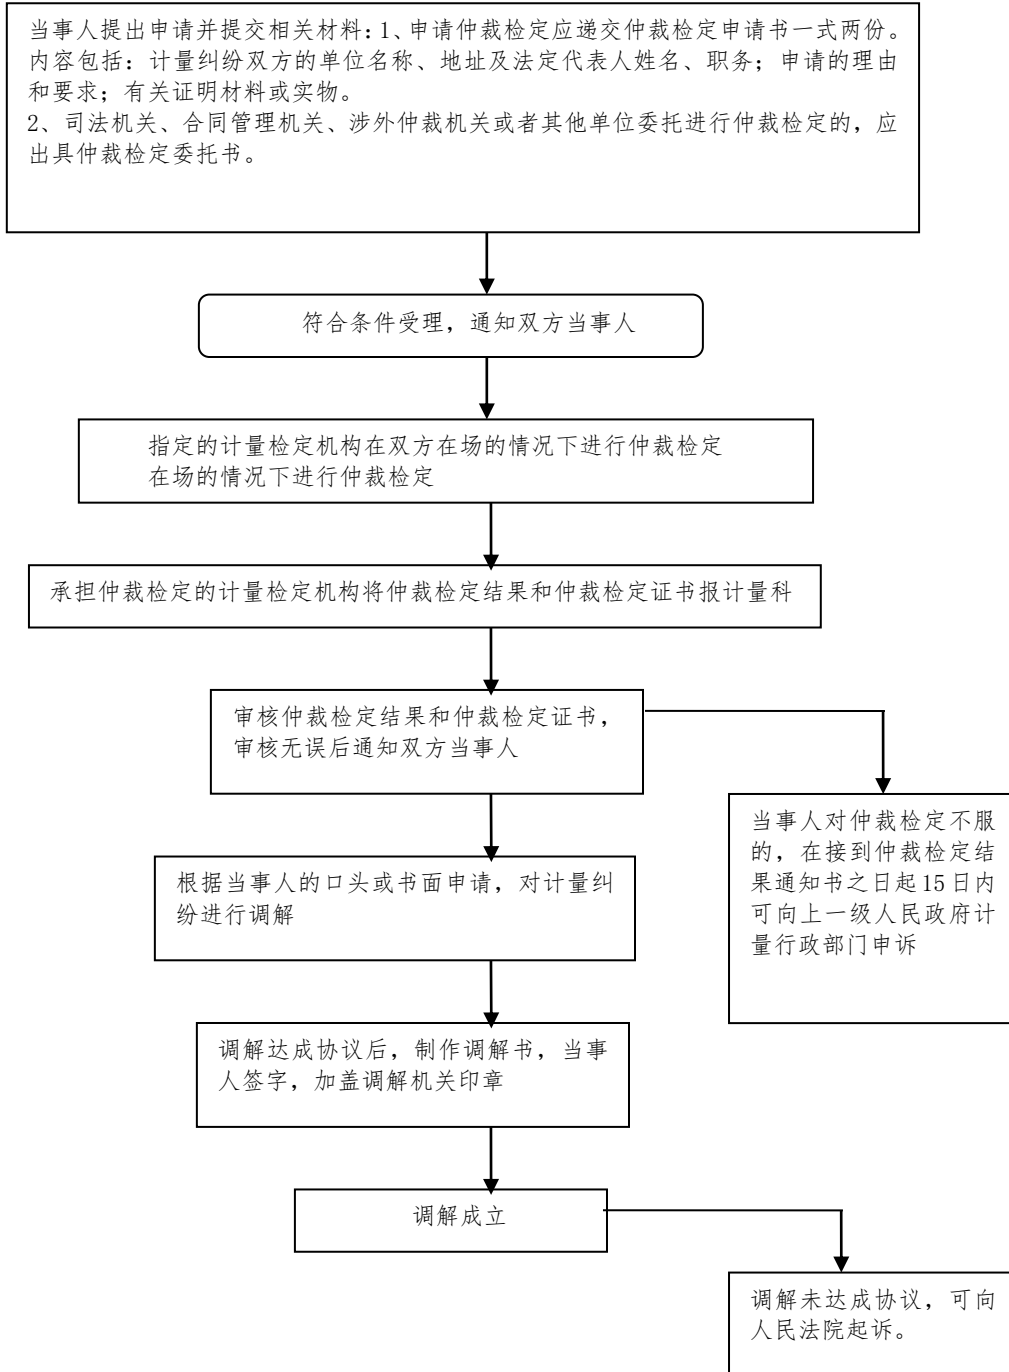 当事人提出申请并提交相关材料：1、申请仲裁检定应递交仲裁检定申请书一式两份。
内容包括：计量纠纷双方的单位名称、地址及法定代表人姓名、职务；申请的理由
和要求；有关证明材料或实物。
2、司法机关、合同管理机关、涉外仲裁机关或者其他单位委托进行仲裁检定的，应
出具仲裁检定委托书。
符合条件受理，通知双方当事人
指定的计量检定机构在双方在场的情况下进行仲裁检定
在场的情况下进行仲裁检定
承担仲裁检定的计量检定机构将仲裁检定结果和仲裁检定证书报计量科
审核仲裁检定结果和仲裁检定证书，
审核无误后通知双方当事人
当事人对仲裁检定不服
的，在接到仲裁检定结
果通知书之日起15日内
可向上一级人民政府计
量行政部门申诉
根据当事人的口头或书面申请，对计量纠
纷进行调解
调解达成协议后，制作调解书，当事
人签字，加盖调解机关印章
调解成立
调解未达成协议，可向
人民法院起诉。